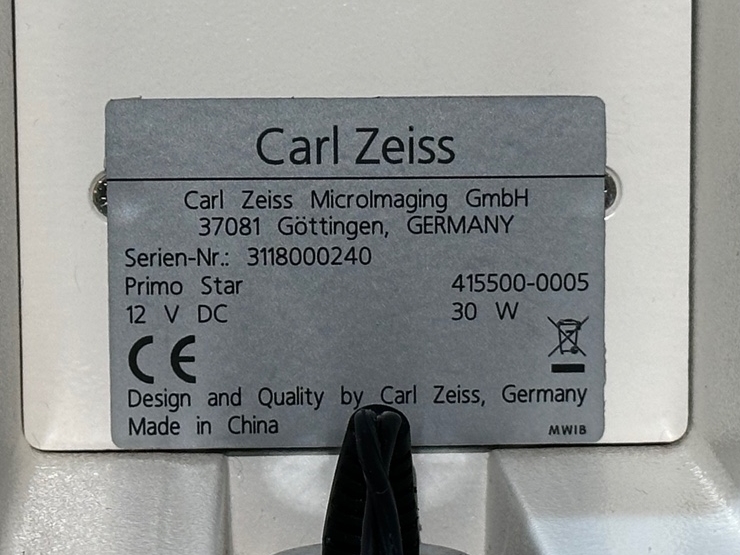 Carl Zeiss
Carl Zeiss MicroImaging GmbH
37081 Göttingen, GERMANY
Serien-Nr.: 3118000240
Primo Star 415500-0005
12 V DC 30 W
CE
Design and Quality by Carl Zeiss, Germany
Made in China MWIB